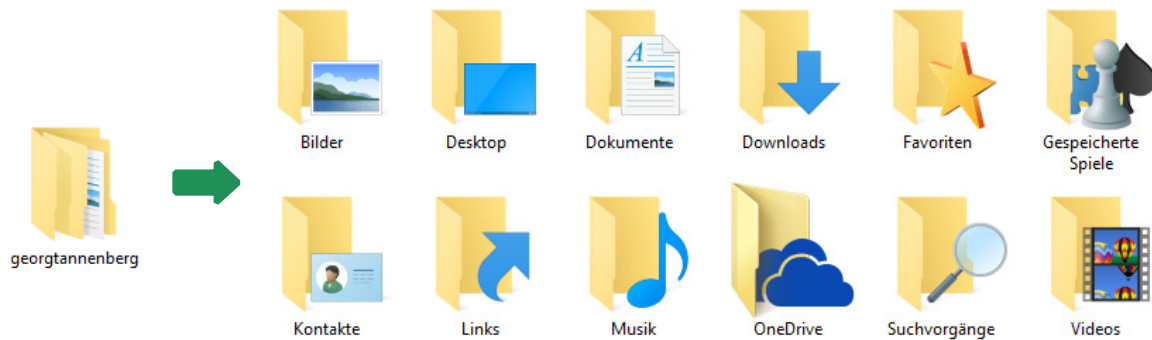 Bilder
Desktop
Dokumente
Downloads
Favoriten
Gespeicherte
Spiele
georgtannenberg
Kontakte
Links
Musik
OneDrive
Suchvorgänge
Videos